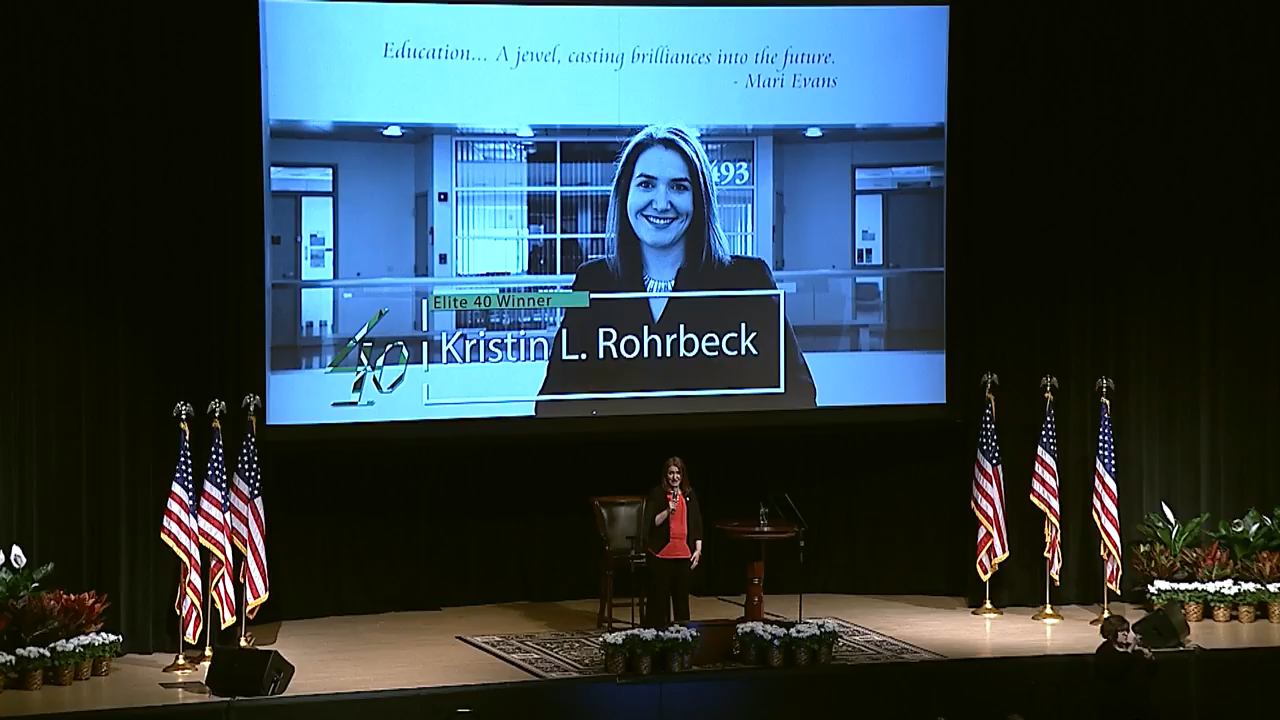 Education... A jewel, casting brilliances into the future.
- Mari Evans
493
Elite 40 Winner
40
Kristin L. Rohrbeck